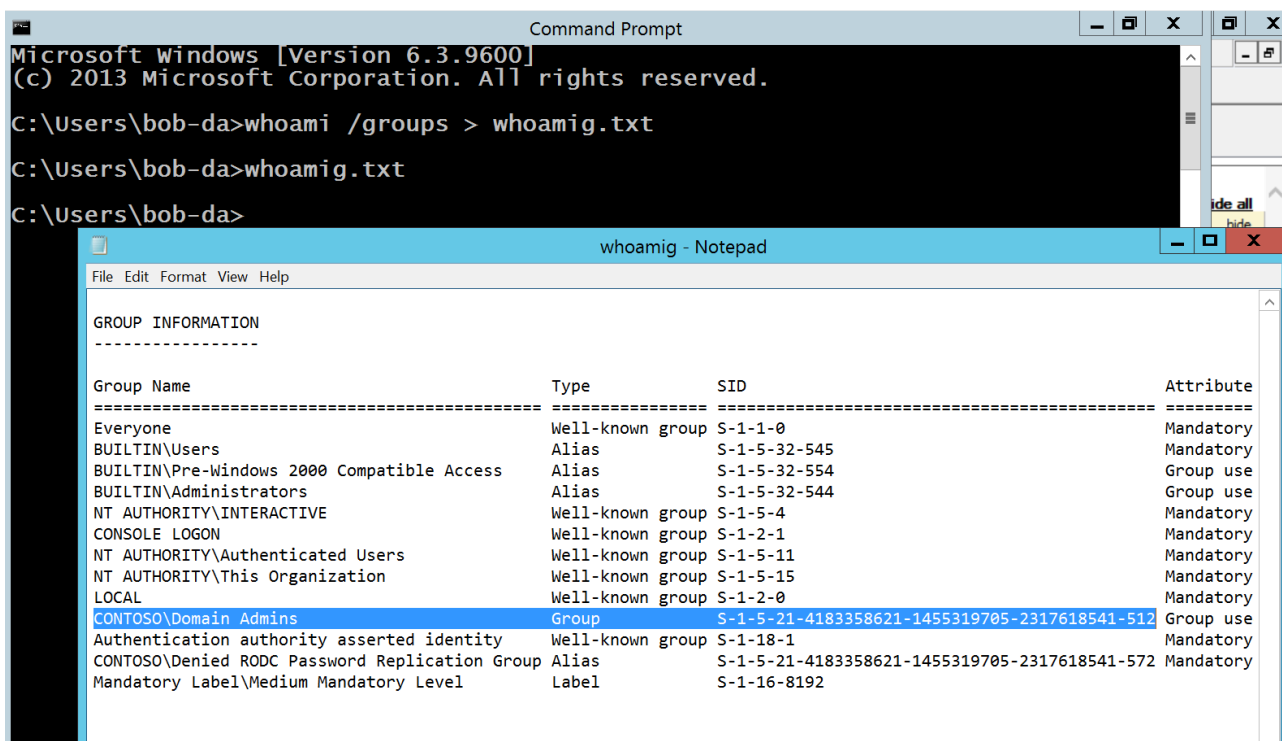 Command Prompt
Microsoft Windows [Version 6.3.9600]
(c) 2013 Microsoft Corporation. All rights reserved.
C:\Users\bob-da>whoami /groups > whoamig.txt
C:\Users\bob-da>whoamig.txt
C:\Users\bob-da>
ide all
hide
whoamig - Notepad
File Edit Format View Help
GROUP INFORMATION
-----------------
Group Name Type SID Attribute
============================================== ================ ============================================= =========
Everyone Well-known group S-1-1-0 Mandatory
BUILTIN\Users Alias S-1-5-32-545 Mandatory
BUILTIN\Pre-Windows 2000 Compatible Access Alias S-1-5-32-554 Group use
BUILTIN\Administrators Alias S-1-5-32-544 Group use
NT AUTHORITY\INTERACTIVE Well-known group S-1-5-4 Mandatory
CONSOLE LOGON Well-known group S-1-2-1 Mandatory
NT AUTHORITY\Authenticated Users Well-known group S-1-5-11 Mandatory
NT AUTHORITY\This Organization Well-known group S-1-5-15 Mandatory
LOCAL Well-known group S-1-2-0 Mandatory
CONTOSO\Domain Admins Group S-1-5-21-4183358621-1455319705-2317618541-512 Group use
Authentication authority asserted identity Well-known group S-1-18-1 Mandatory
CONTOSO\Denied RODC Password Replication Group Alias S-1-5-21-4183358621-1455319705-2317618541-572 Mandatory
Mandatory Label\Medium Mandatory Level Label S-1-16-8192